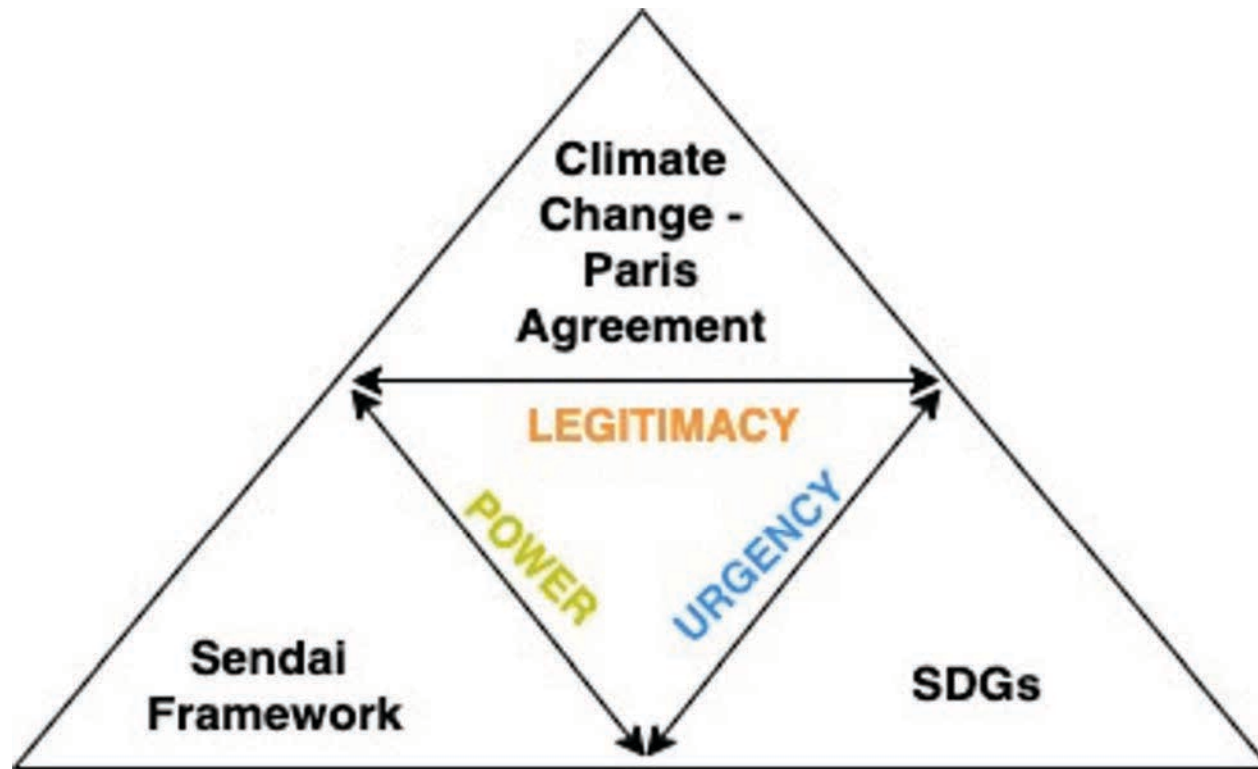 Climate
Change -
Paris
Agreement
LEGITIMACY
POWER
URGENCY
Sendai
Framework
SDGs